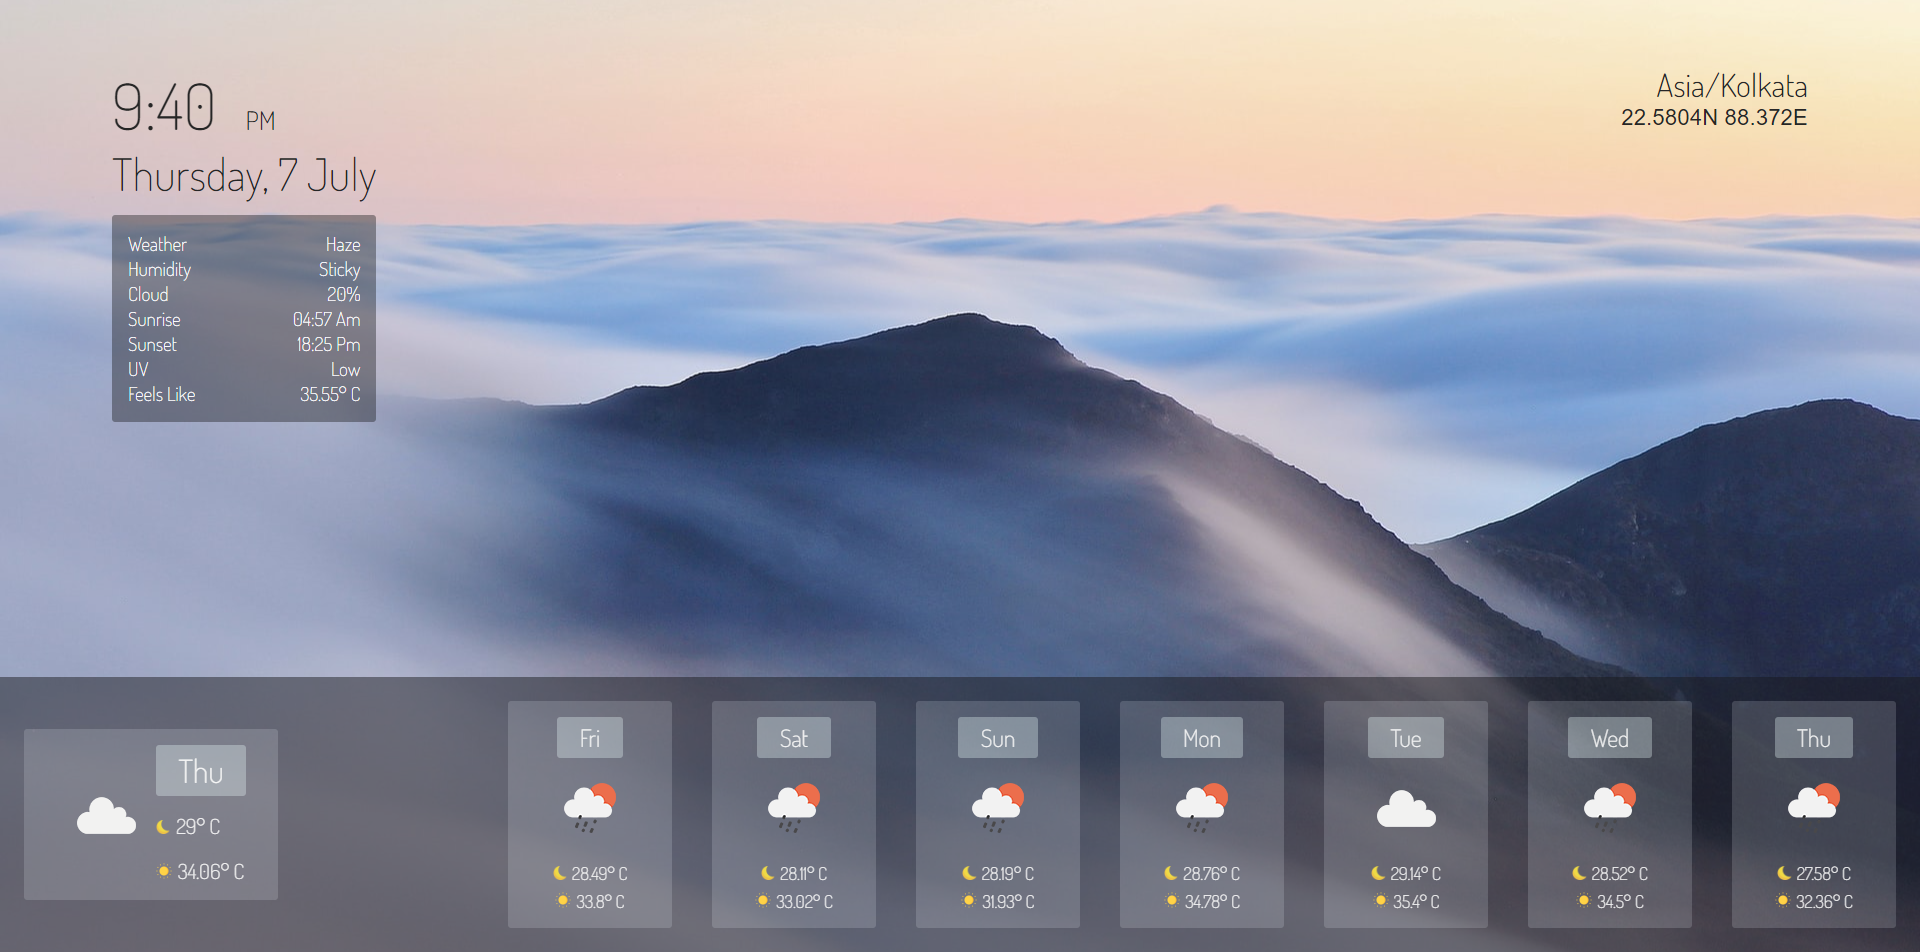 9:40 PM
Thursday, 7 July
Asia/Kolkata
22.5804N 88.372E
Weather Haze
Humidity Sticky
Cloud 20%
Sunrise 04:57 Am
Sunset 18:25 Pm
UV Low
Feels Like 35.55° C
Thu
29° C
34.06° C
Fri
28.49° C
33.8° C
Sat
28.11° C
33.02° C
Sun
28.19° C
31.93° C
Mon
28.76° C
34.78° C
Tue
29.14° C
35.4° C
Wed
28.52° C
34.5° C
Thu
27.58° C
32.36° C